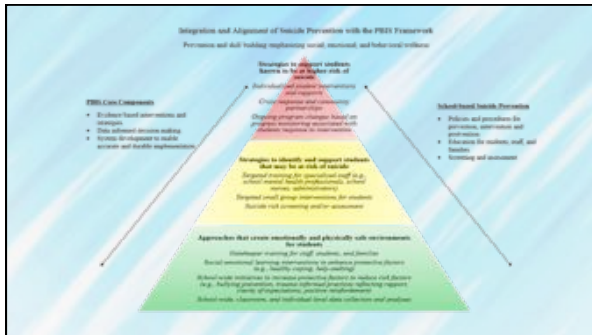 Integration and Alignment of Suicide Prevention with the PBIS Framework
Prevention and skill building emphasizing social, emotional, and behavioral wellness
Strategies to support students
known to be at higher risk of
suicide
Individualized student interventions
and supports
Crisis response and community
partnerships
Ongoing program changes based on
progress monitoring associated with
students response to intervention
PBIS Core Components
• Evidence-based interventions and
strategies
• Data informed decision making
• System development to enable
accurate and durable implementation
School-based Suicide Prevention
• Policies and procedures for
prevention, intervention and
postvention
• Education for students, staff, and
families
• Screening and assessment
Strategies to identify and support students
that may be at risk of suicide
Targeted training for specialized staff (e.g.,
school mental health professionals, school
nurses, administrators)
Targeted small group interventions for students
Suicide risk screening and/or assessment
Approaches that create emotionally and physically safe environments
for students
Gatekeeper training for staff, students, and families
Social emotional learning interventions to enhance protective factors
(e.g., healthy coping, help-seeking)
School-wide initiatives to increase protective factors to reduce risk factors
(e.g., bullying prevention, trauma informed practices reflecting support,
clarity of expectations, positive reinforcement)
School-wide, classroom, and individual level data collection and analyses